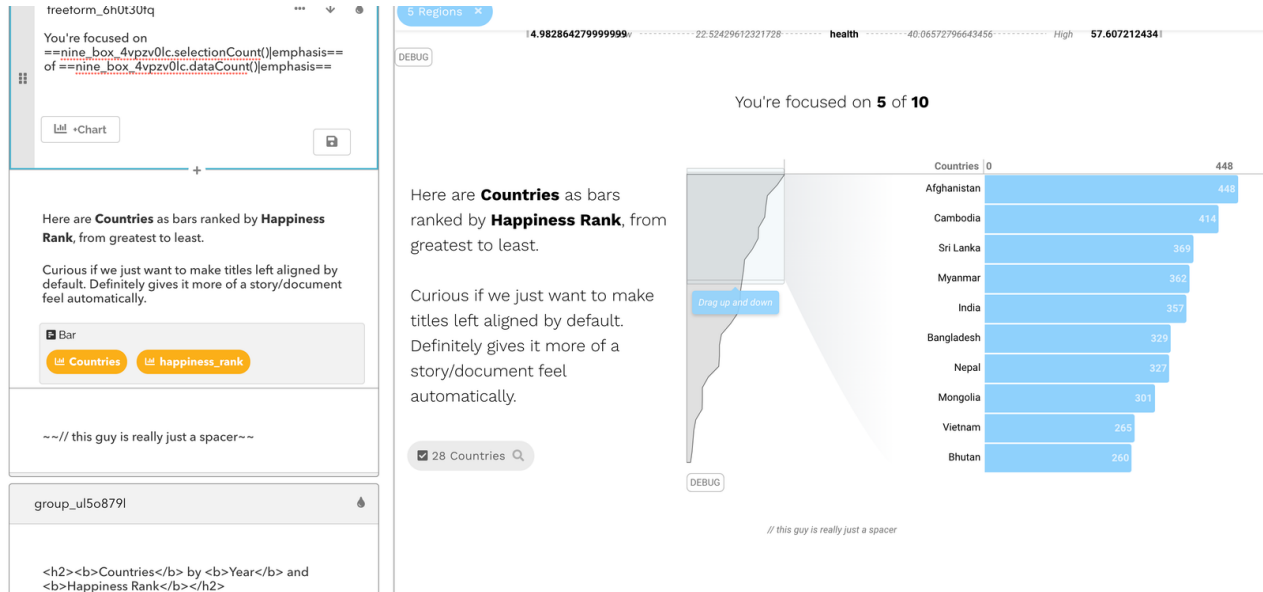 freeform_6h0t30fq
You're focused on
==nine_box_4vpzv0lc.selectionCount()|emphasis==
of ==nine_box_4vpzv0lc.dataCount()|emphasis==
+Chart
+
Here are Countries as bars ranked by Happiness
Rank, from greatest to least.
Curious if we just want to make titles left aligned by
default. Definitely gives it more of a story/document
feel automatically.
Bar
Countries happiness_rank
~~// this guy is really just a spacer~~
group_ul5o879l
<h2><b>Countries</b> by <b>Year</b> and
<b>Happiness Rank</b></h2>
5 Regions ×
4.982864279999999 22.52429612321728 health 40.06572796643456 High 57.607212434
DEBUG
You're focused on 5 of 10
Here are Countries as bars
ranked by Happiness Rank, from
greatest to least.
Curious if we just want to make
titles left aligned by default.
Definitely gives it more of a
story/document feel
automatically.
28 Countries
Drag up and down
DEBUG
Countries 0 448
Afghanistan 448
Cambodia 414
Sri Lanka 369
Myanmar 362
India 357
Bangladesh 329
Nepal 327
Mongolia 301
Vietnam 265
Bhutan 260
// this guy is really just a spacer